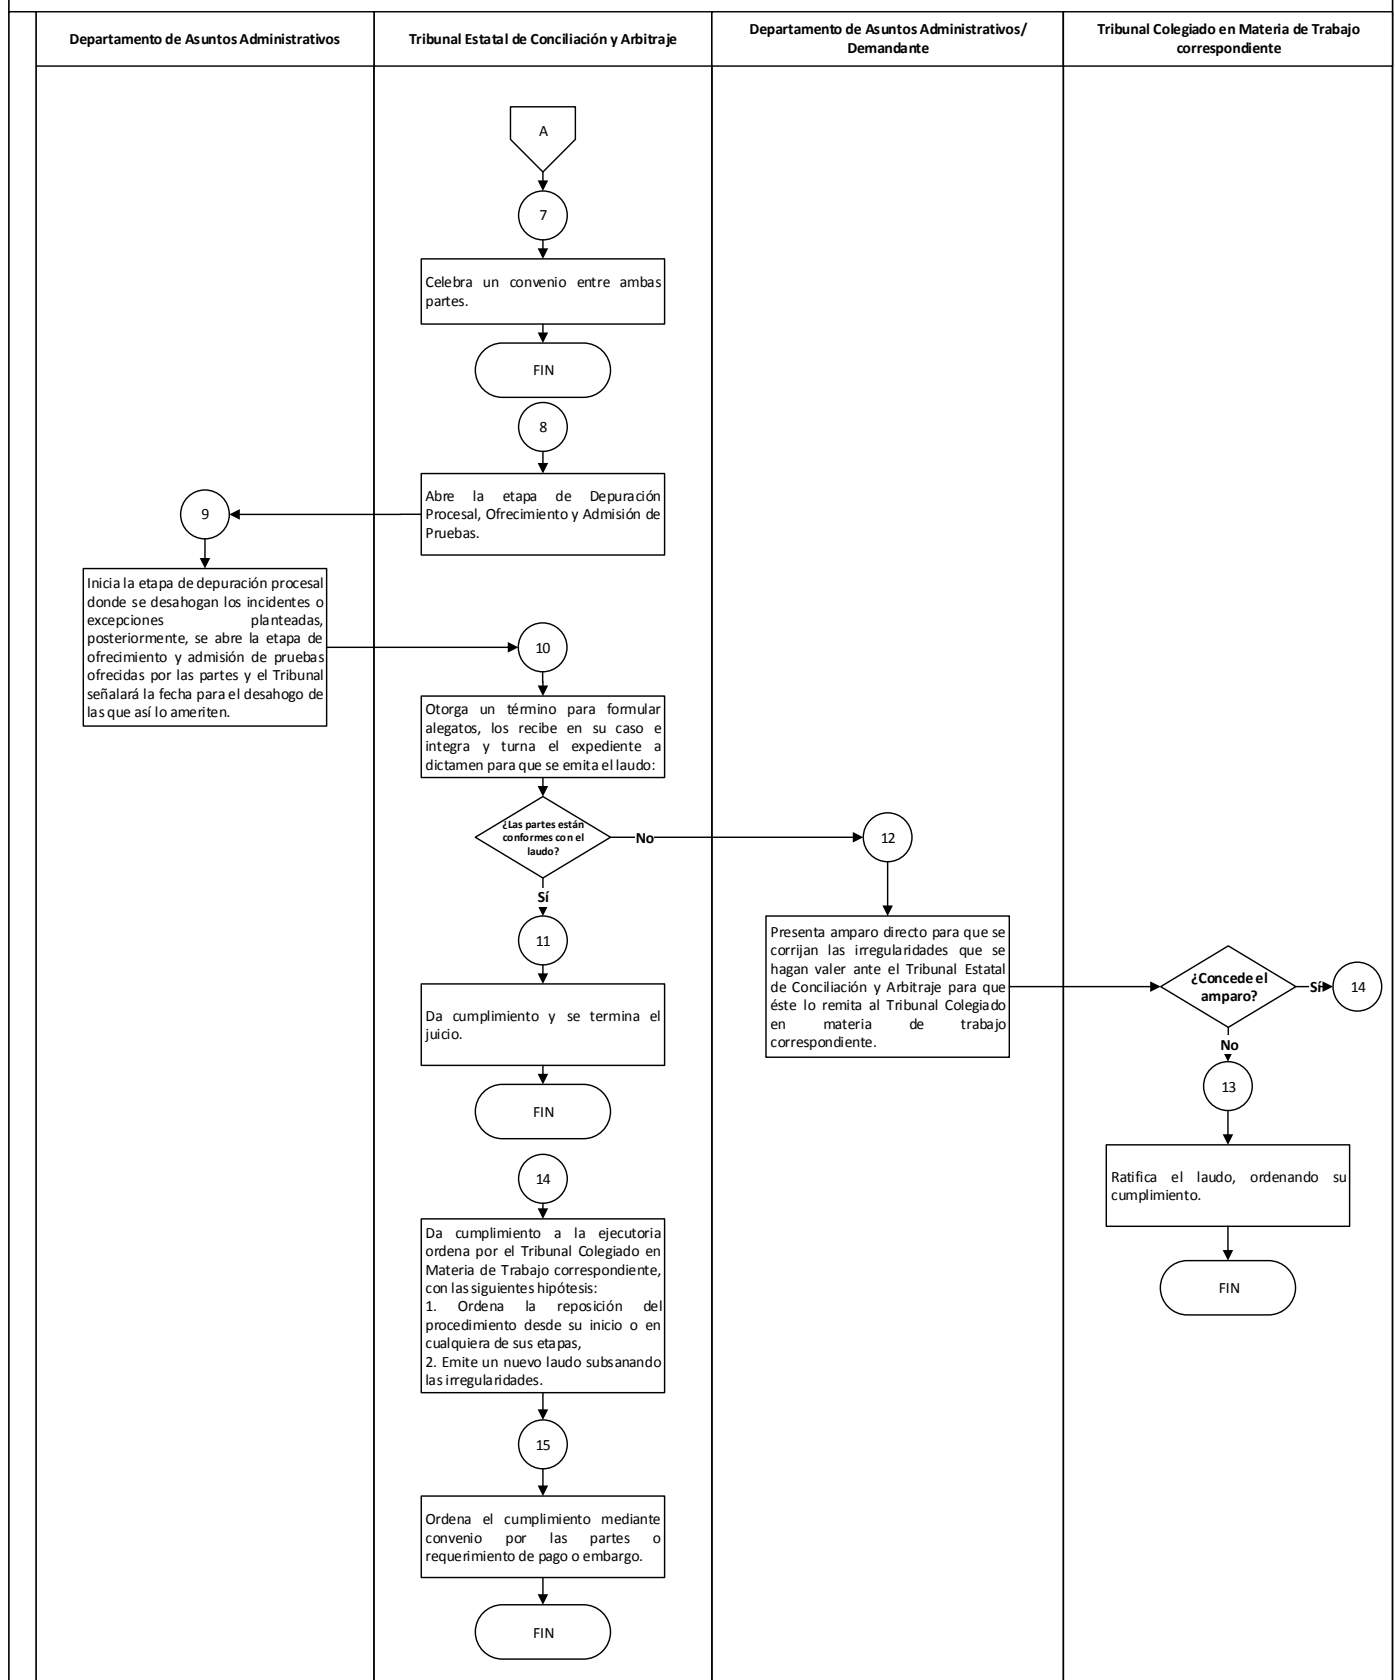 Departamento de Asuntos Administrativos
Tribunal Estatal de Conciliación y Arbitraje
Departamento de Asuntos Administrativos/
Demandante
Tribunal Colegiado en Materia de Trabajo
correspondiente
A
7
Celebra un convenio entre ambas
partes.
FIN
8
Abre la etapa de Depuración
Procesal, Ofrecimiento y Admisión de
Pruebas.
9
Inicia la etapa de depuración procesal
donde se desahogan los incidentes o
excepciones planteadas,
posteriormente, se abre la etapa de
ofrecimiento y admisión de pruebas
ofrecidas por las partes y el Tribunal
señalará la fecha para el desahogo de
las que así lo ameriten.
10
Otorga un término para formular
alegatos, los recibe en su caso e
integra y turna el expediente a
dictamen para que se emita el laudo:
¿Las partes están
conformes con el
laudo?
No
Sí
11
Da cumplimiento y se termina el
juicio.
FIN
12
Presenta amparo directo para que se
corrijan las irregularidades que se
hagan valer ante el Tribunal Estatal
de Conciliación y Arbitraje para que
éste lo remita al Tribunal Colegiado
en materia de trabajo
correspondiente.
¿Concede el
amparo?
Sí
14
No
13
Ratifica el laudo, ordenando su
cumplimiento.
FIN
14
Da cumplimiento a la ejecutoria
ordena por el Tribunal Colegiado en
Materia de Trabajo correspondiente,
con las siguientes hipótesis:
1. Ordena la reposición del
procedimiento desde su inicio o en
cualquiera de sus etapas,
2. Emite un nuevo laudo subsanando
las irregularidades.
15
Ordena el cumplimiento mediante
convenio por las partes o
requerimiento de pago o embargo.
FIN